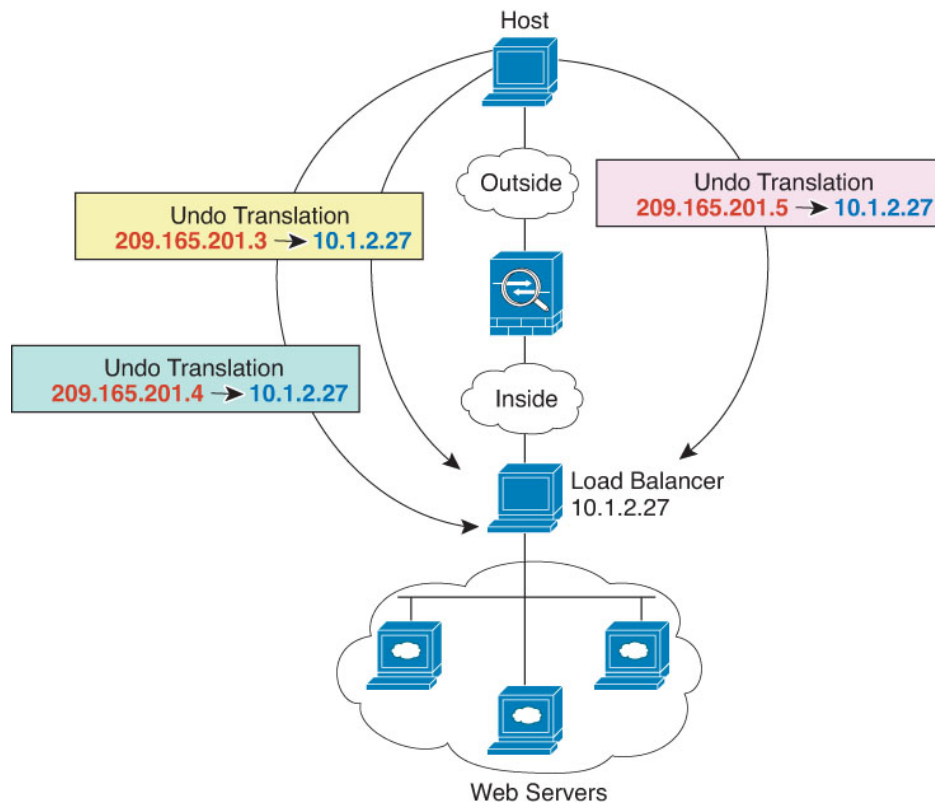 Host
Outside
Undo Translation
209.165.201.3 → 10.1.2.27
Undo Translation
209.165.201.5 → 10.1.2.27
Undo Translation
209.165.201.4 → 10.1.2.27
Inside
Load Balancer
10.1.2.27
Web Servers